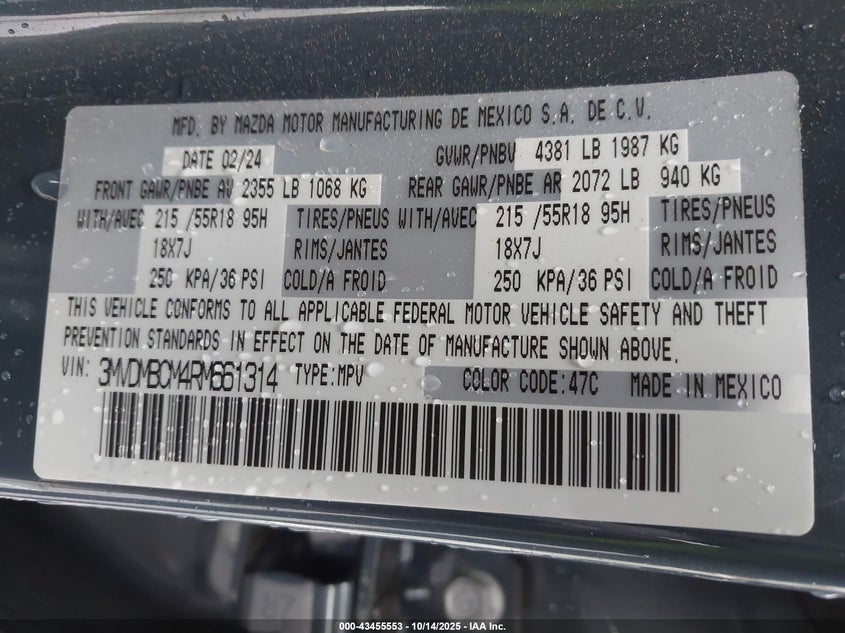 MFD. BY MAZDA MOTOR MANUFACTURING DE MEXICO S.A. DE C.V.
DATE 02/24 GVWR/PNBV 4381 LB 1987 KG
FRONT GAWR/PNBE AV 2355 LB 1068 KG REAR GAWR/PNBE AR 2072 LB 940 KG
WITH/AVEC 215 /55R18 95H TIRES/PNEUS WITH/AVEC 215 /55R18 95H TIRES/PNEUS
18X7J RIMS/JANTES 18X7J RIMS/JANTES
250 KPA/36 PSI COLD/A FROID 250 KPA/36 PSI COLD/A FROID
THIS VEHICLE CONFORMS TO ALL APPLICABLE FEDERAL MOTOR VEHICLE SAFETY AND THEFT
PREVENTION STANDARDS IN EFFECT ON THE DATE OF MANUFACTURE SHOWN ABOVE.
VIN: 3MVDMBCM4RM661314 TYPE:MPV COLOR CODE:47C MADE IN MEXICO
000-43455553 - 10/14/2025 - IAA Inc.